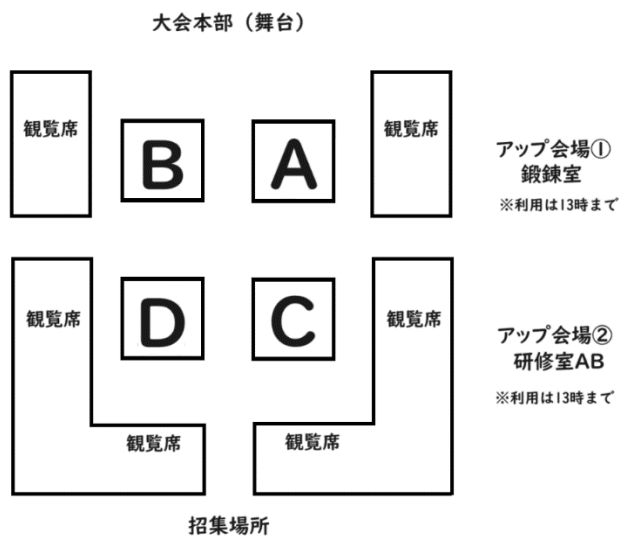 大会本部（舞台）
観覧席
B
A
観覧席
アップ会場①
鍛錬室
※利用は13時まで
観覧席
D
C
観覧席
アップ会場②
研修室AB
※利用は13時まで
観覧席
観覧席
招集場所